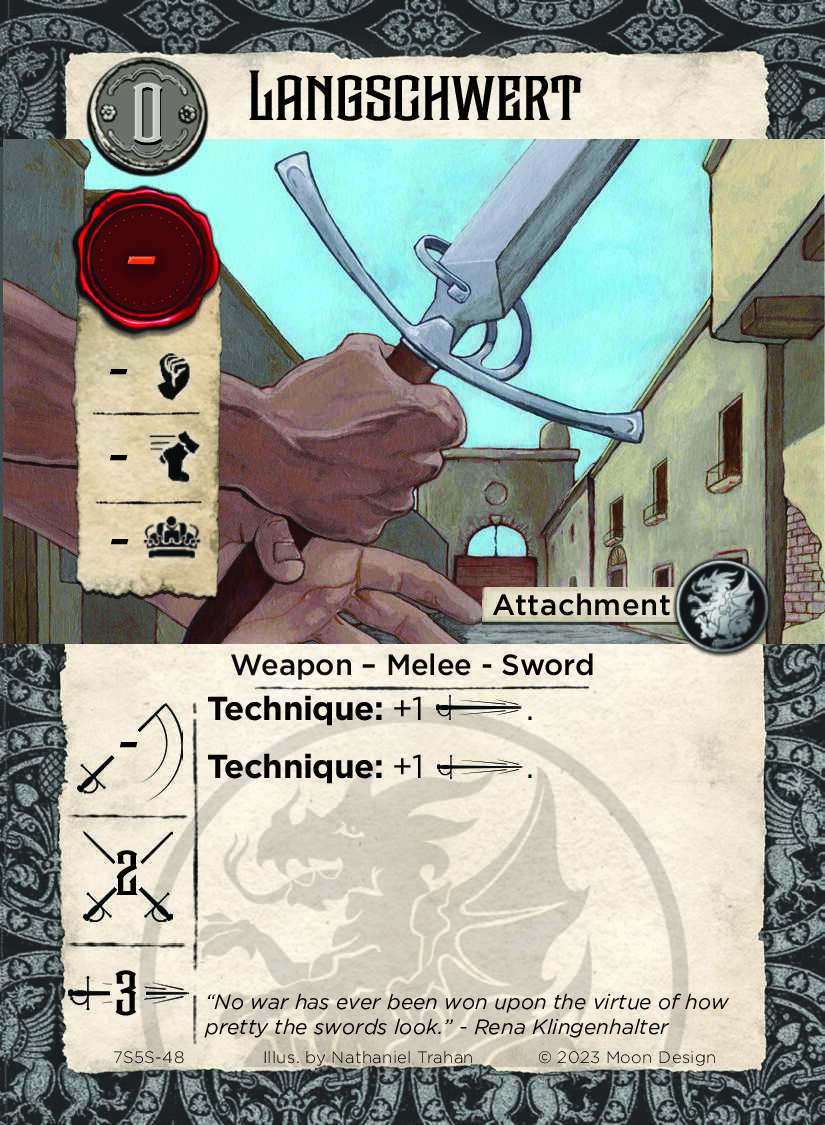 0
LANGSCHWERT
-
-
-
-
Attachment
Weapon – Melee - Sword
Technique: +1 .
Technique: +1 .
-
2
3
“No war has ever been won upon the virtue of how
pretty the swords look.” - Rena Klingenhalter
7S5S-48 Illus. by Nathaniel Trahan © 2023 Moon Design